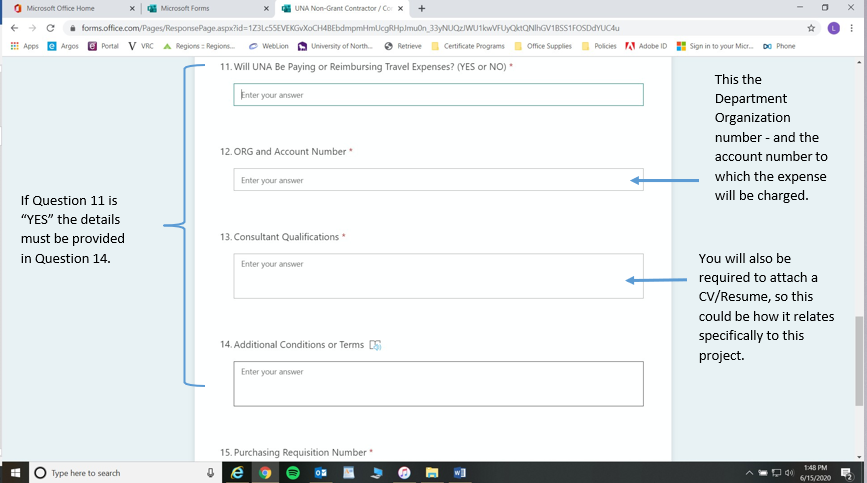 Microsoft Office Home
Microsoft Forms
UNA Non-Grant Contractor / Con
forms.office.com/Pages/ResponsePage.aspx?id=1Z3Lc55EVEKGvXoCH4BEbdmpmHmlJcgRHpJmu0n_33yNUQzJWU1kwVFUyQktQNlhGV1BSS1FOSDdYUC4u
L
Apps
Argos
Portal
VRC
Regions :: Regions...
WebLion
University of North...
Retrieve
Certificate Programs
Office Supplies
Policies
Adobe ID
Sign in to your Micr...
Phone
11. Will UNA Be Paying or Reimbursing Travel Expenses? (YES or NO) *
Enter your answer
12. ORG and Account Number *
Enter your answer
13. Consultant Qualifications *
Enter your answer
14. Additional Conditions or Terms
Enter your answer
15. Purchasing Requisition Number *
If Question 11 is
“YES” the details
must be provided
in Question 14.
This the
Department
Organization
number - and the
account number to
which the expense
will be charged.
You will also be
required to attach a
CV/Resume, so this
could be how it relates
specifically to this
project.
Type here to search
1:48 PM
6/15/2020
2